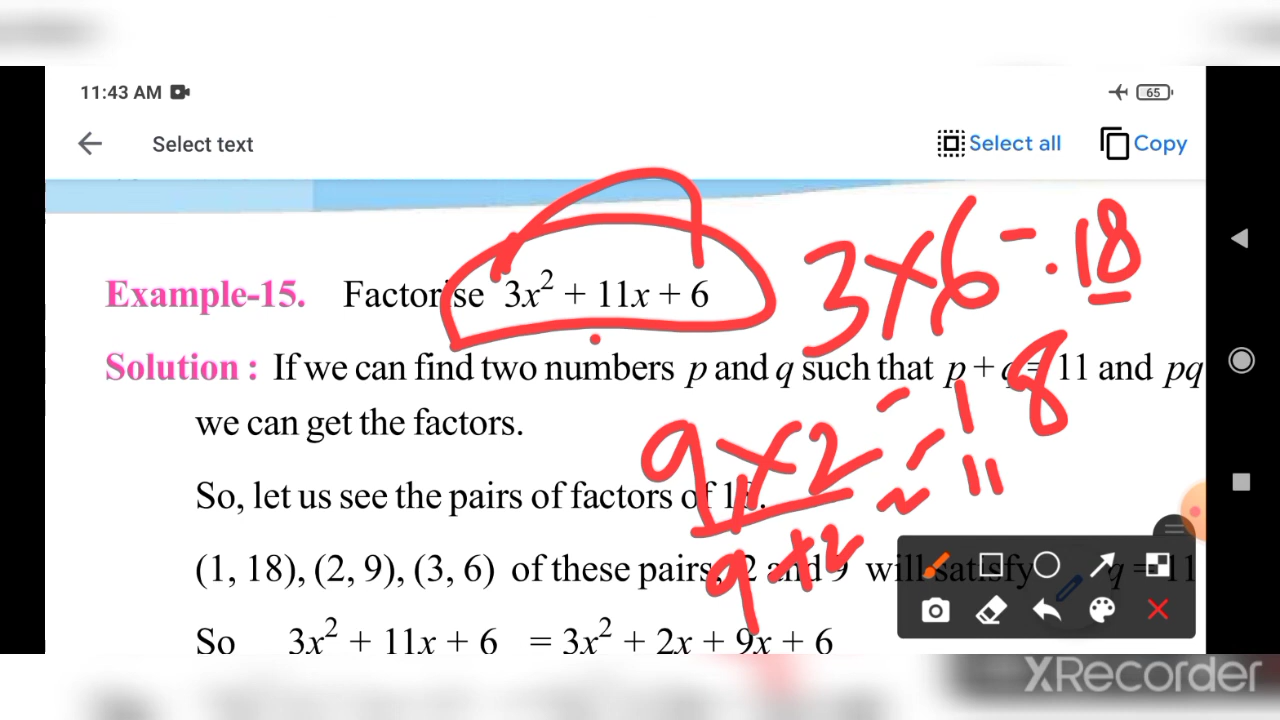 11:43 AM 65
Select text Select all Copy
3×6 = 18
Example-15. Factorise 3x² + 11x + 6
Solution : If we can find two numbers p and q such that p + q = 11 and pq
we can get the factors.
9×2 = 18
= 11
So, let us see the pairs of factors of 18.
9+2
(1, 18), (2, 9), (3, 6) of these pairs, 2 and 9 will satisfy q = 11
So 3x² + 11x + 6 = 3x² + 2x + 9x + 6
XRecorder